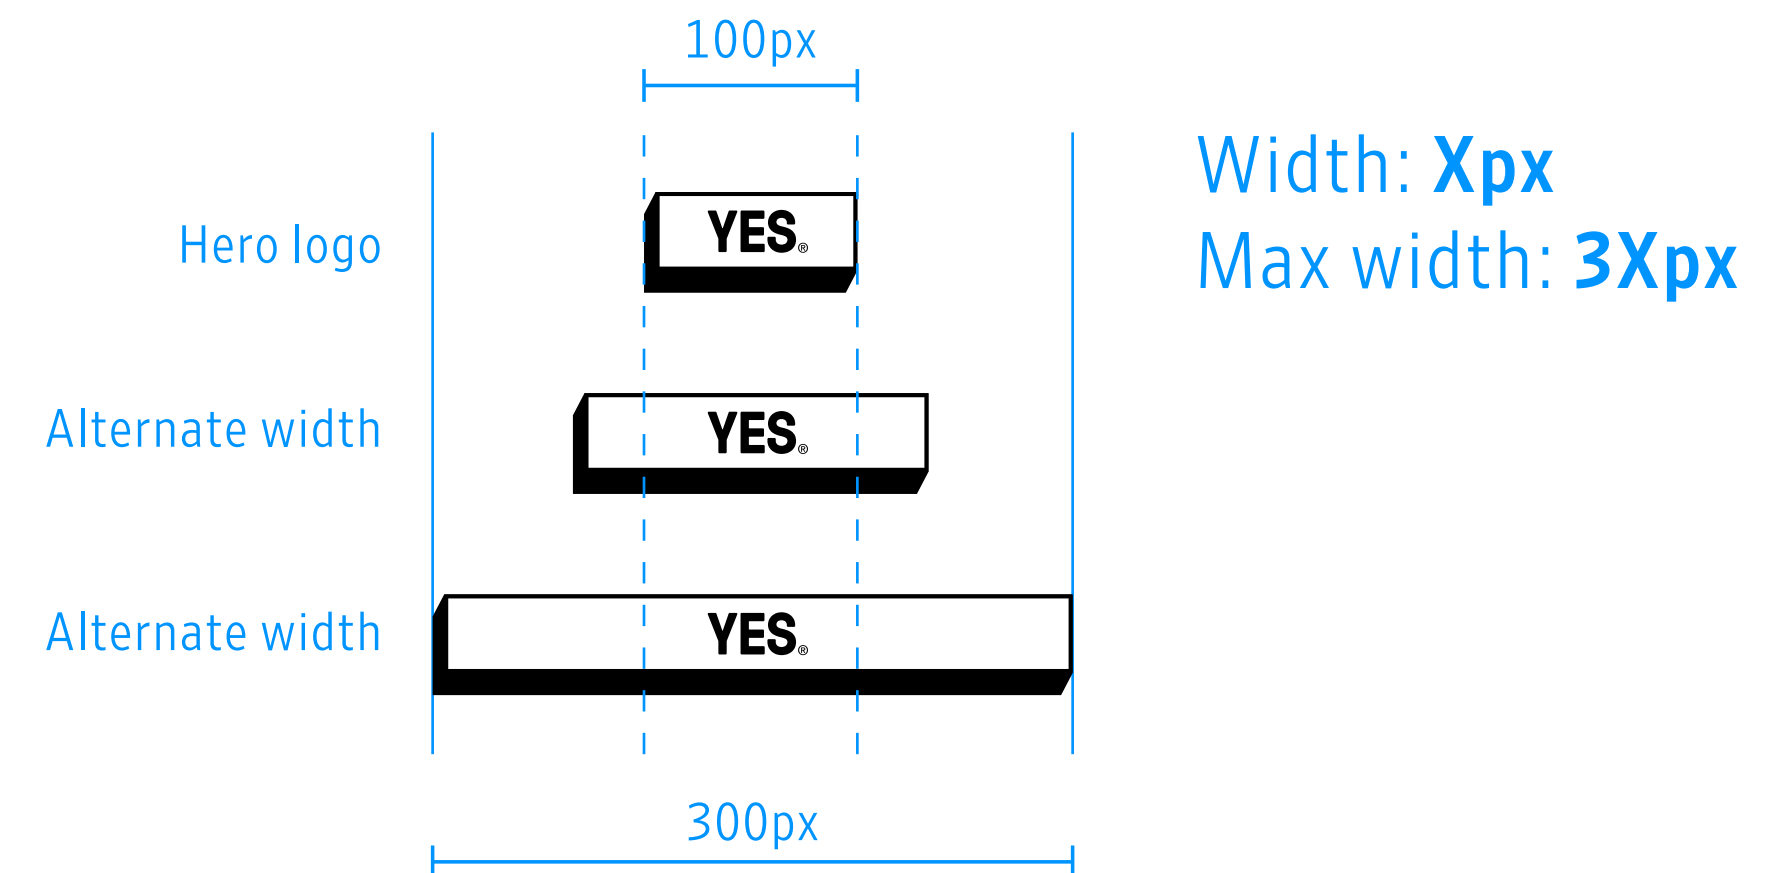 100px
Width: Xpx
Max width: 3Xpx
Hero logo
YES®
Alternate width
YES®
Alternate width
YES®
300px